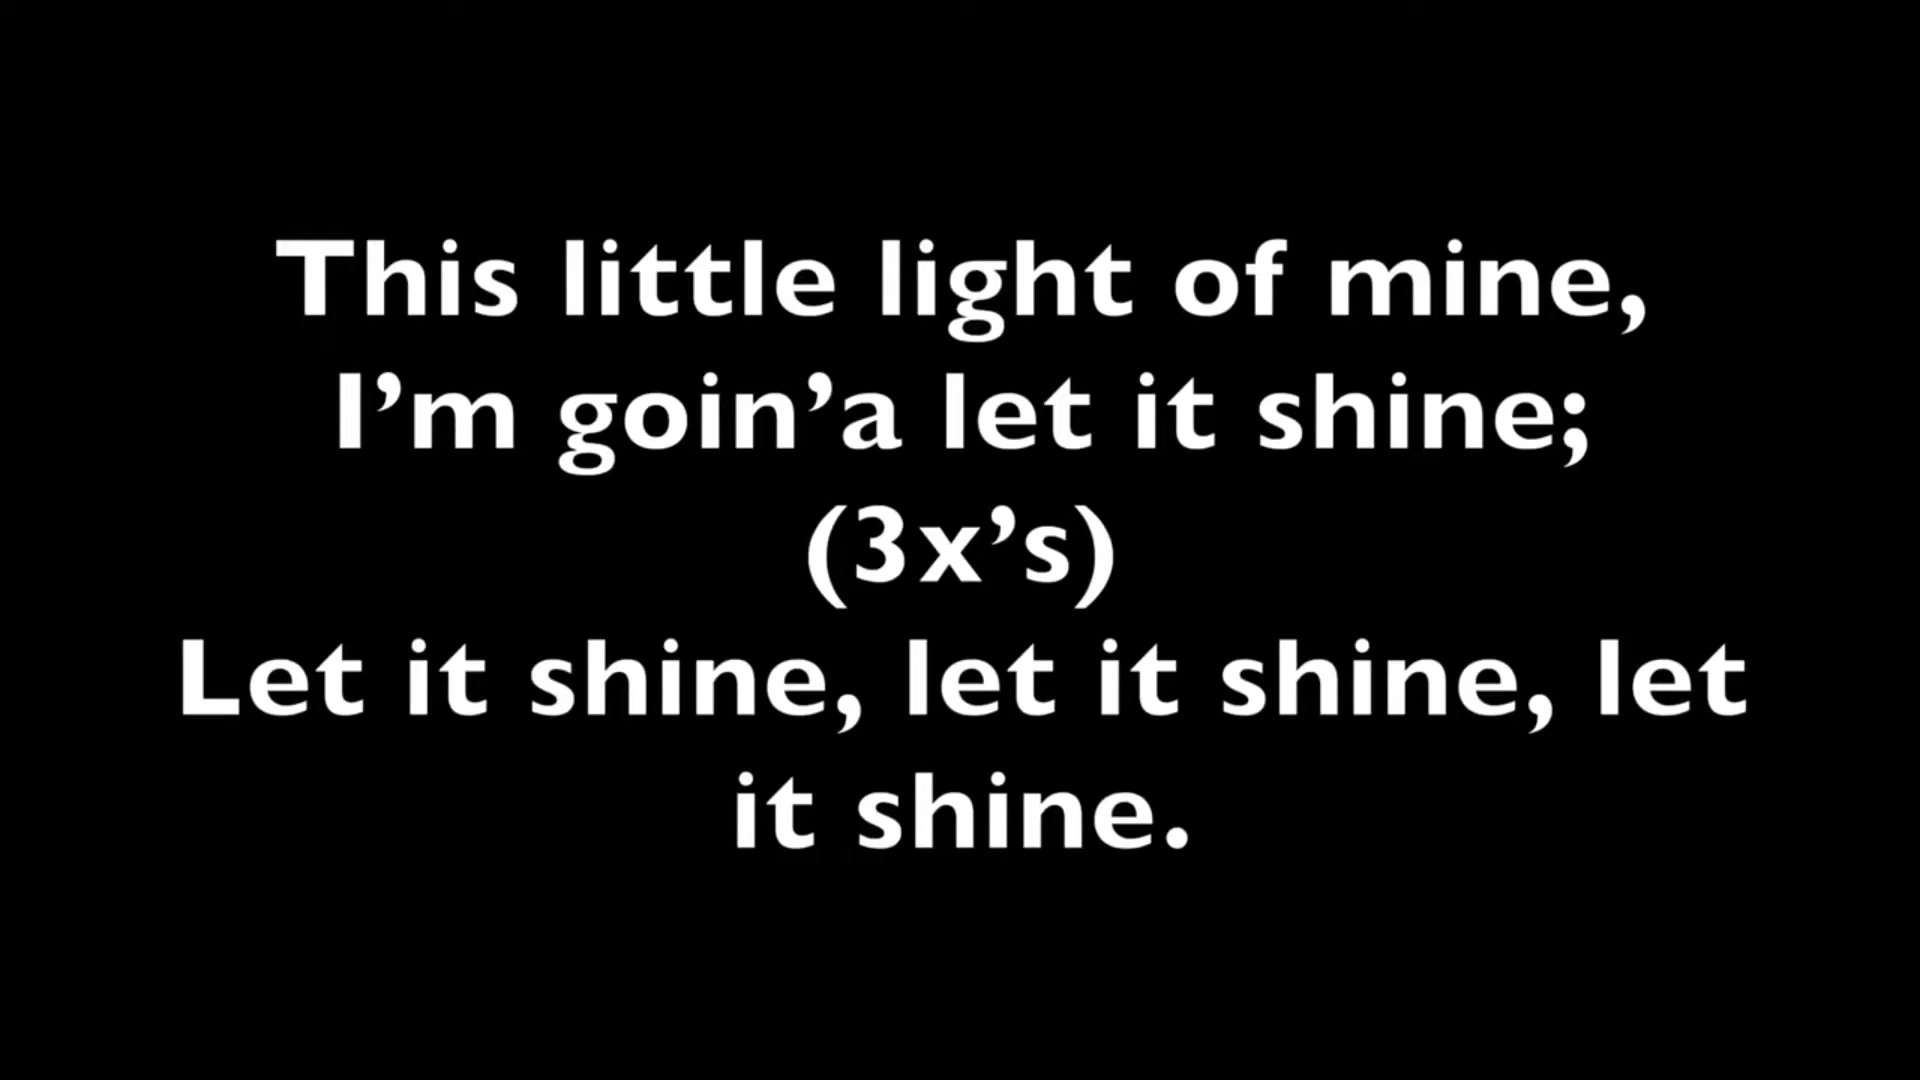 This little light of mine,
I’m goin’a let it shine;
(3x’s)
Let it shine, let it shine, let
it shine.